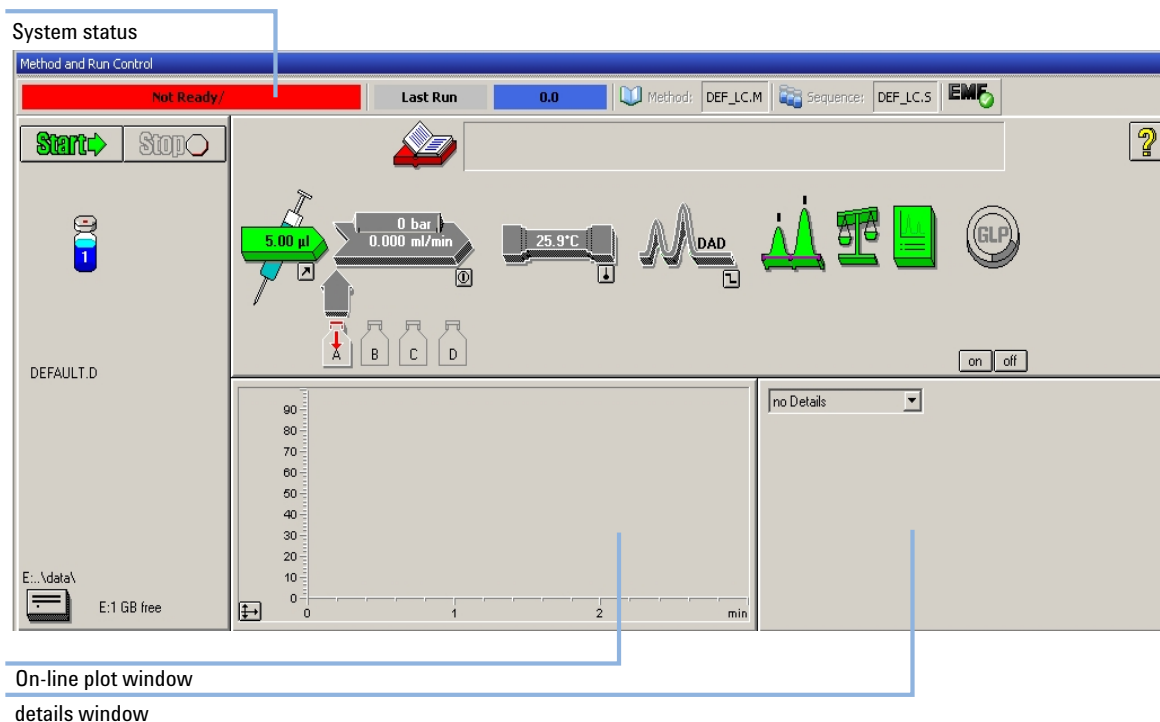 System status
Method and Run Control
Not Ready/ Last Run 0.0 Method: DEF_LC.M Sequence: DEF_LC.S EMF
Start Stop
?
5.00 µl
0 bar
0.000 ml/min
25.9°C
DAD
GLP
1
A B C D
DEFAULT.D
on off
no Details
90
80
70
60
50
40
30
20
10
0
0 1 2 min
E:..\data\
E:1 GB free
On-line plot window
details window